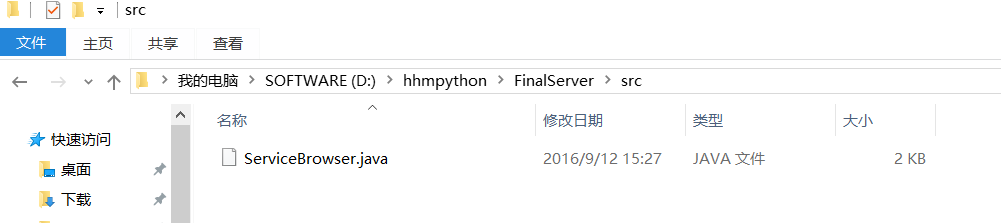 src
文件 主页 共享 查看
我的电脑 SOFTWARE (D:) hhmpython FinalServer src
名称 修改日期 类型 大小
快速访问
ServiceBrowser.java 2016/9/12 15:27 JAVA 文件 2 KB
桌面
下载